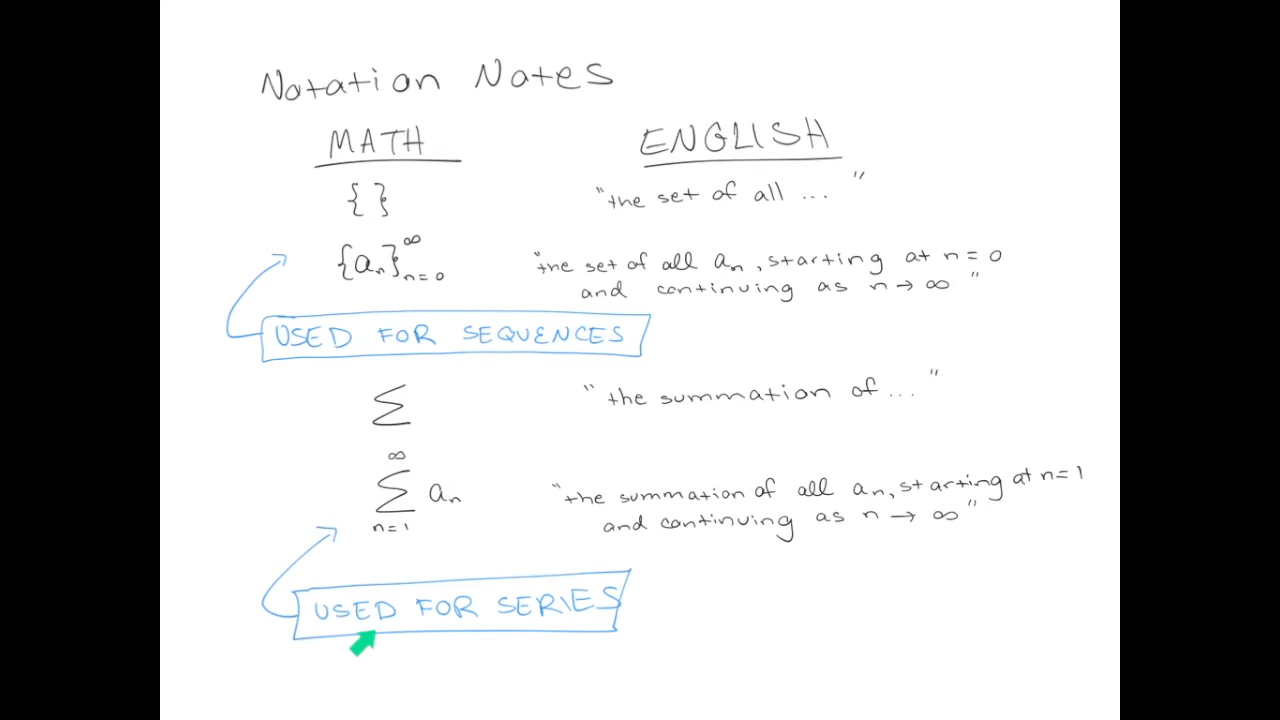 Notation Notes
MATH ENGLISH
{ } "the set of all ... "
{aₙ}^∞_{n=0} "the set of all aₙ, starting at n = 0
and continuing as n → ∞ "
USED FOR SEQUENCES
Σ "the summation of ... "
∞
Σ aₙ "the summation of all aₙ, starting at n=1
n=1 and continuing as n → ∞"
USED FOR SERIES